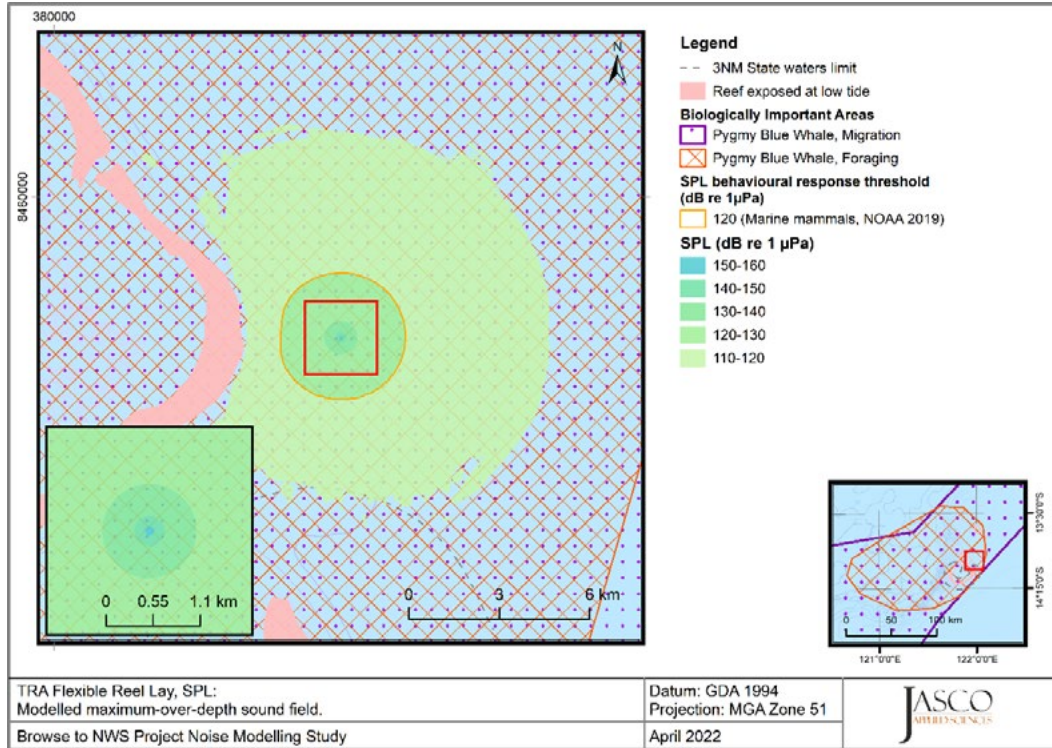 380000
8460000
N
0 0.55 1.1 km
0 3 6 km
Legend
3NM State waters limit
Reef exposed at low tide
Biologically Important Areas
Pygmy Blue Whale, Migration
Pygmy Blue Whale, Foraging
SPL behavioural response threshold
(dB re 1µPa)
120 (Marine mammals, NOAA 2019)
SPL (dB re 1 µPa)
150-160
140-150
130-140
120-130
110-120
13°30'0"S
14°15'0"S
0 50 100 km
121°0'0"E 122°0'0"E
TRA Flexible Reel Lay, SPL:
Modelled maximum-over-depth sound field.
Browse to NWS Project Noise Modelling Study
Datum: GDA 1994
Projection: MGA Zone 51
April 2022
JASCO
APPLIED SCIENCES